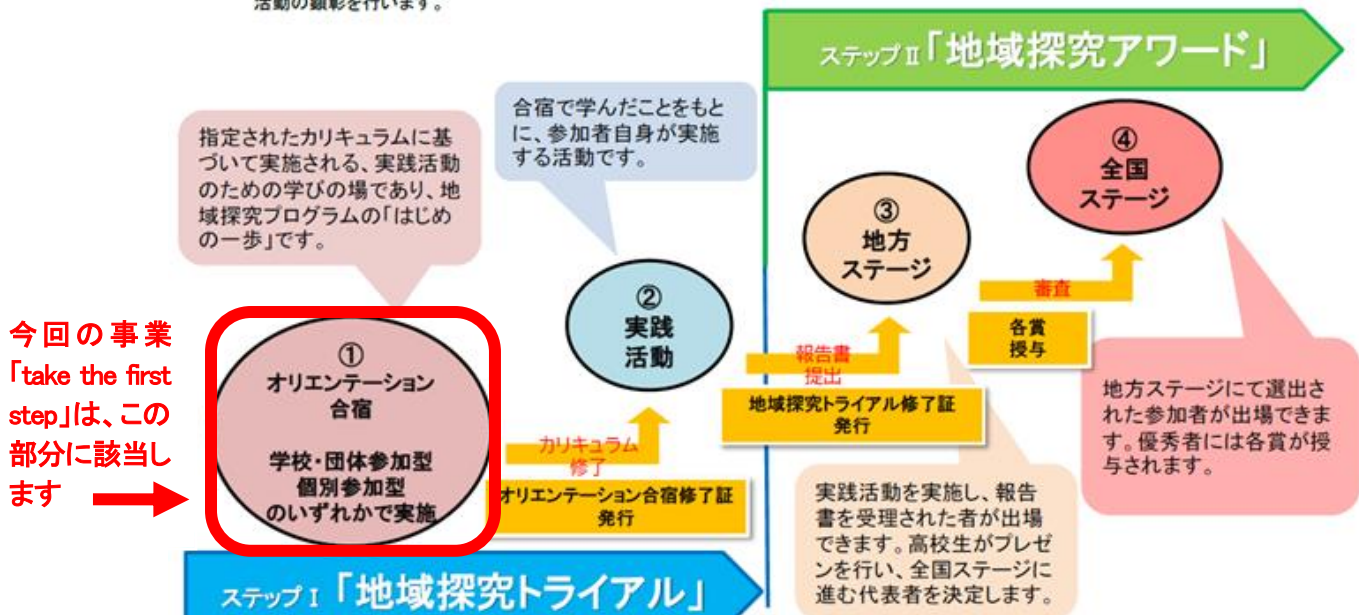 活動の顕彰を行います。
ステップⅡ「地域探究アワード」
指定されたカリキュラムに基
づいて実施される、実践活動
のための学びの場であり、地
域探究プログラムの「はじめ
の一歩」です。
合宿で学んだことをもと
に、参加者自身が実施
する活動です。
④
全国
ステージ
③
地方
ステージ
②
実践
活動
審査
各賞
授与
今回の事業
「take the first
step」は、この
部分に該当し
ます
①
オリエンテーション
合宿
学校・団体参加型
個別参加型
のいずれかで実施
報告書
提出
地域探究トライアル修了証
発行
カリキュラム
修了
オリエンテーション合宿修了証
発行
地方ステージにて選出さ
れた参加者が出場できま
す。優秀者には各賞が授
与されます。
実践活動を実施し、報告
書を受理された者が出場
できます。高校生がプレゼ
ンを行い、全国ステージに
進む代表者を決定します。
ステップⅠ「地域探究トライアル」